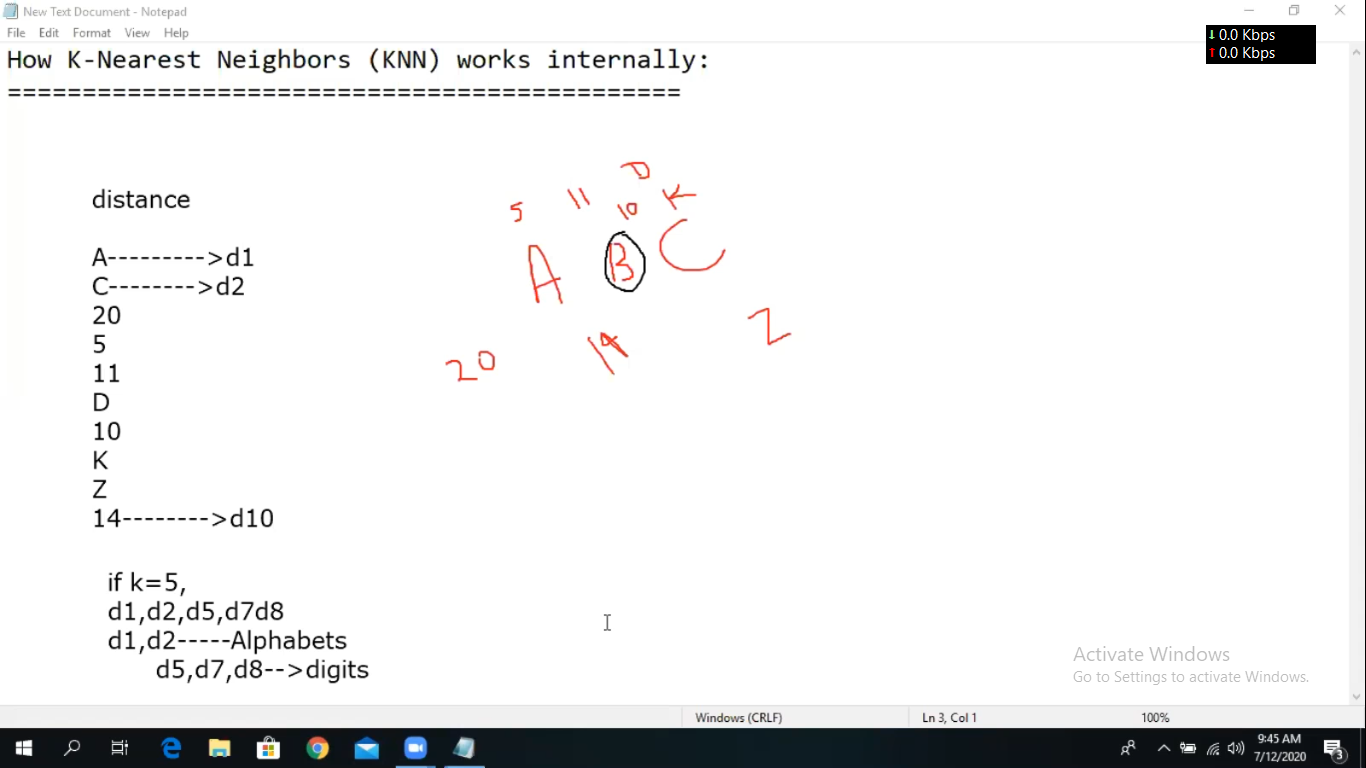 New Text Document - Notepad
File Edit Format View Help
0.0 Kbps
0.0 Kbps
How K-Nearest Neighbors (KNN) works internally:
=============================================
D
5 11 10 K
A B C
Z
20 14
distance
A--------->d1
C-------->d2
20
5
11
D
10
K
Z
14-------->d10
if k=5,
d1,d2,d5,d7d8
d1,d2-----Alphabets
d5,d7,d8-->digits
Activate Windows
Go to Settings to activate Windows.
Windows (CRLF) Ln 3, Col 1 100%
9:45 AM
7/12/2020
3